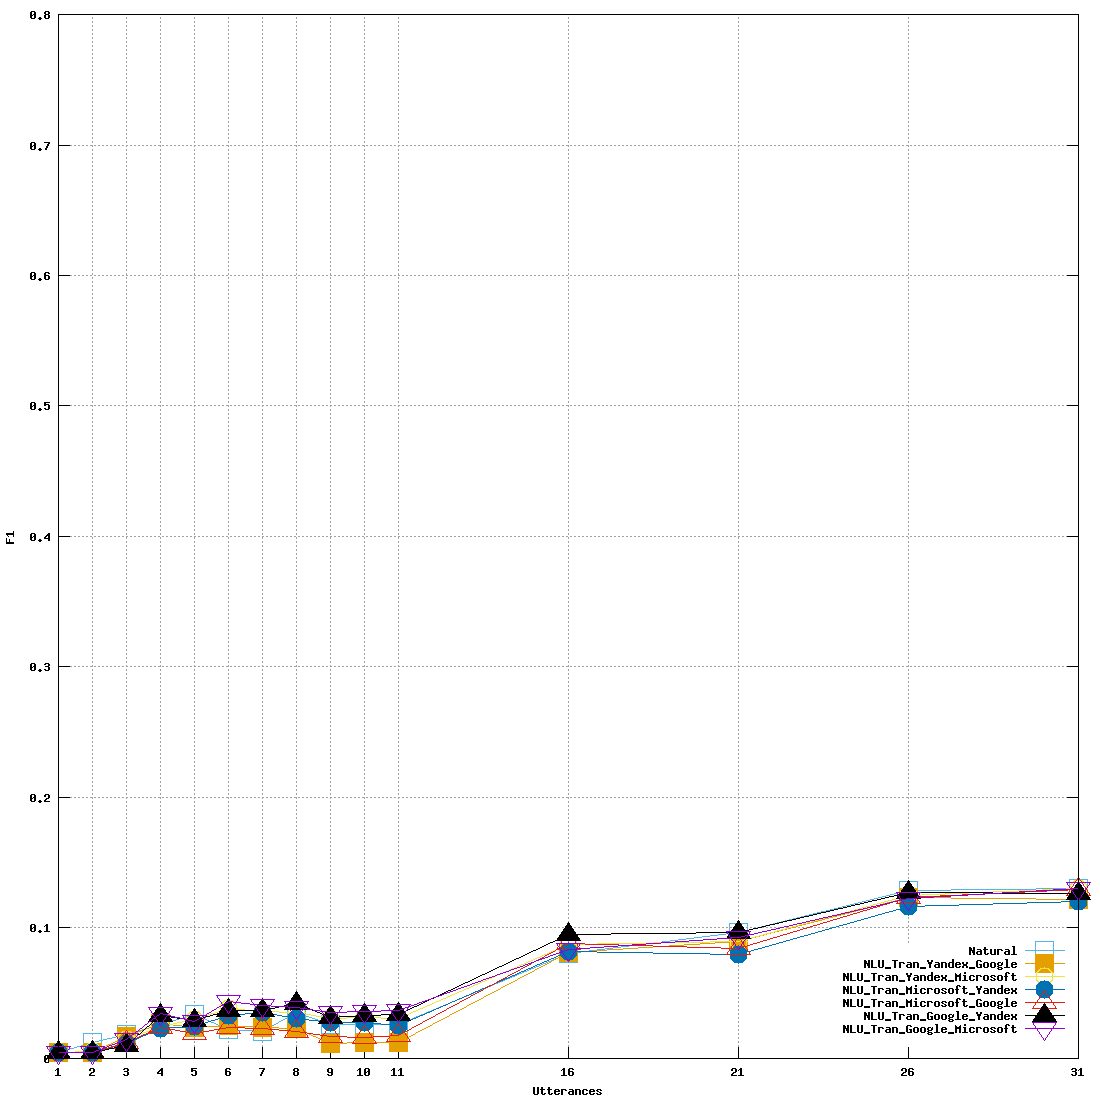 0.8
0.7
0.6
0.5
0.4
0.3
0.2
0.1
0
F1
Natural
NLU_Tran_Yandex_Google
NLU_Tran_Yandex_Microsoft
NLU_Tran_Microsoft_Yandex
NLU_Tran_Microsoft_Google
NLU_Tran_Google_Yandex
NLU_Tran_Google_Microsoft
1 2 3 4 5 6 7 8 9 10 11 16 21 26 31
Utterances